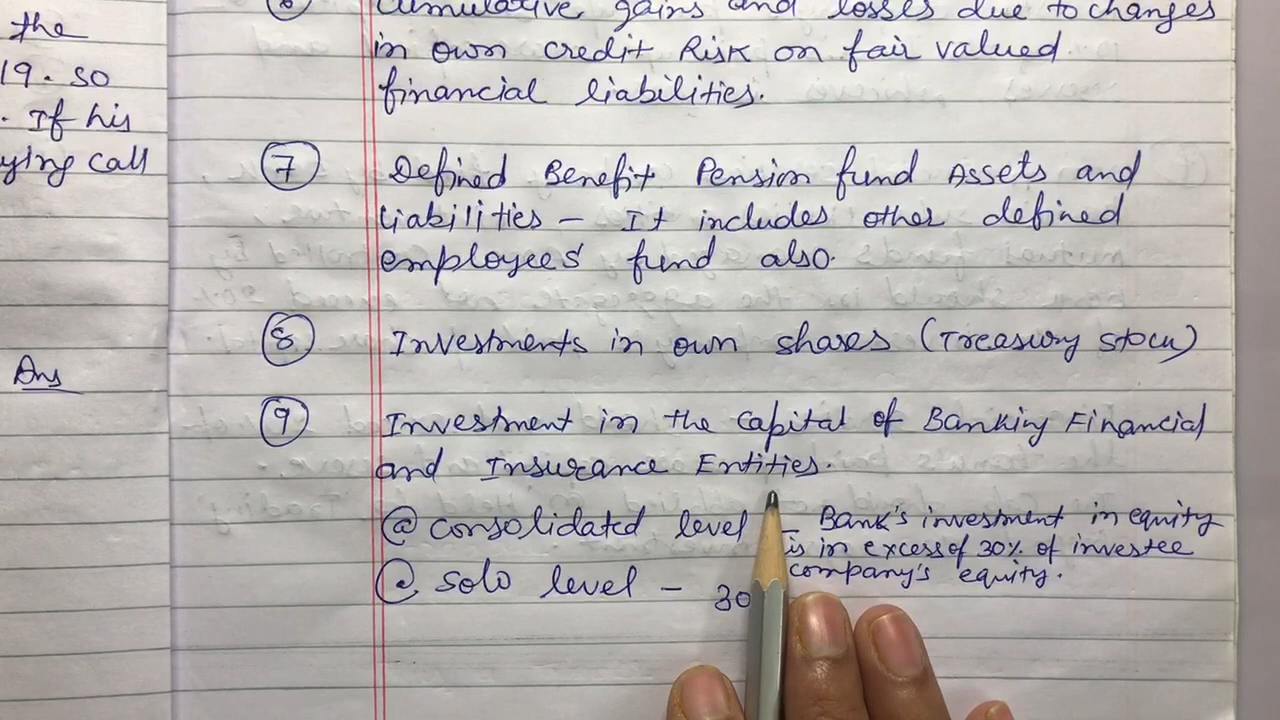 the
19. so
. If his
ying call
Ans
⑥ Cumulative gains and losses due to changes
in own credit Risk on fair valued
financial liabilities.
⑦ Defined Benefit Pension fund Assets and
liabilities – It includes other defined
employees' fund also.
⑧ Investments in own shares (Treasury stock)
⑨ Investment in the capital of Banking Financial
and Insurance Entities.
@ consolidated level – Bank's investment in equity
is in excess of 30% of investee
company's equity.
@ solo level – 30